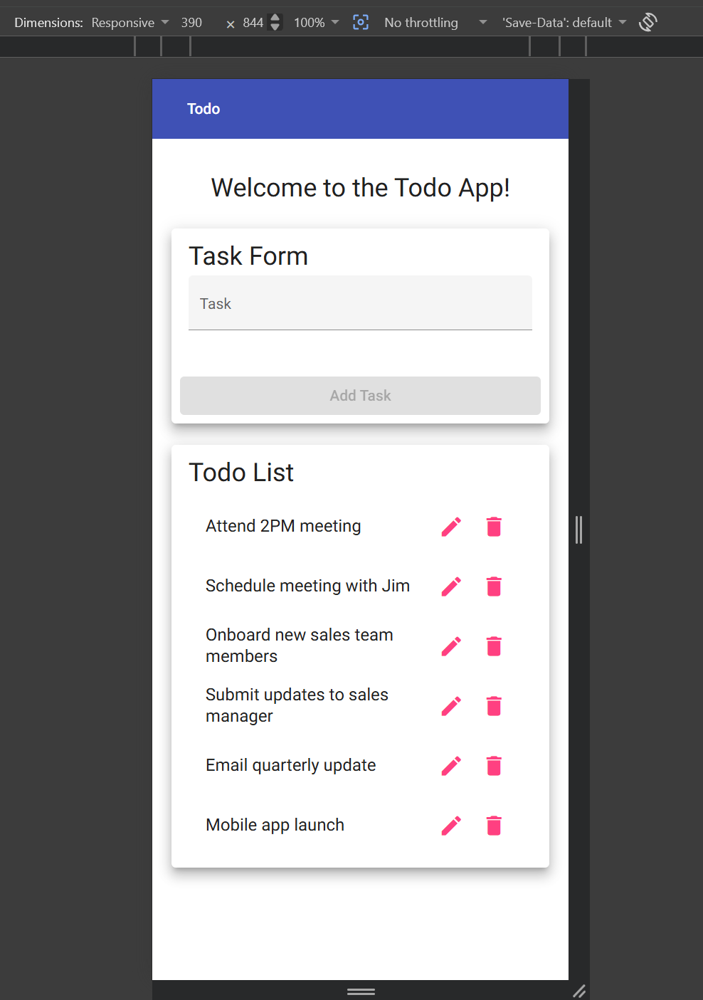 Dimensions: Responsive 390 × 844 100% No throttling 'Save-Data': default
Todo
Welcome to the Todo App!
Task Form
Task
Add Task
Todo List
Attend 2PM meeting
Schedule meeting with Jim
Onboard new sales team
members
Submit updates to sales
manager
Email quarterly update
Mobile app launch